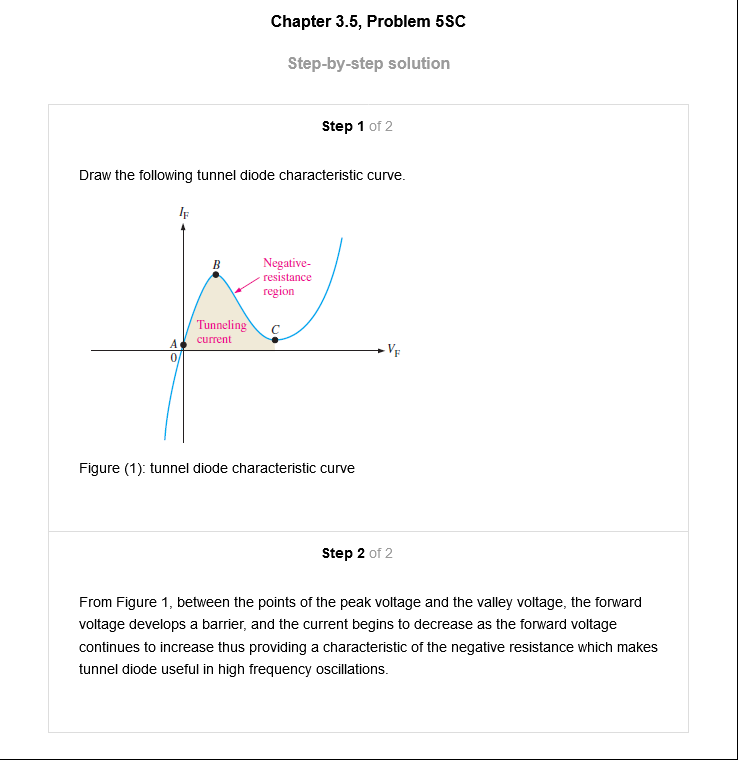 Chapter 3.5, Problem 5SC
Step-by-step solution
Step 1 of 2
Draw the following tunnel diode characteristic curve.
IF
B
Negative-
resistance
region
Tunneling
current
C
A
0
VF
Figure (1): tunnel diode characteristic curve
Step 2 of 2
From Figure 1, between the points of the peak voltage and the valley voltage, the forward
voltage develops a barrier, and the current begins to decrease as the forward voltage
continues to increase thus providing a characteristic of the negative resistance which makes
tunnel diode useful in high frequency oscillations.